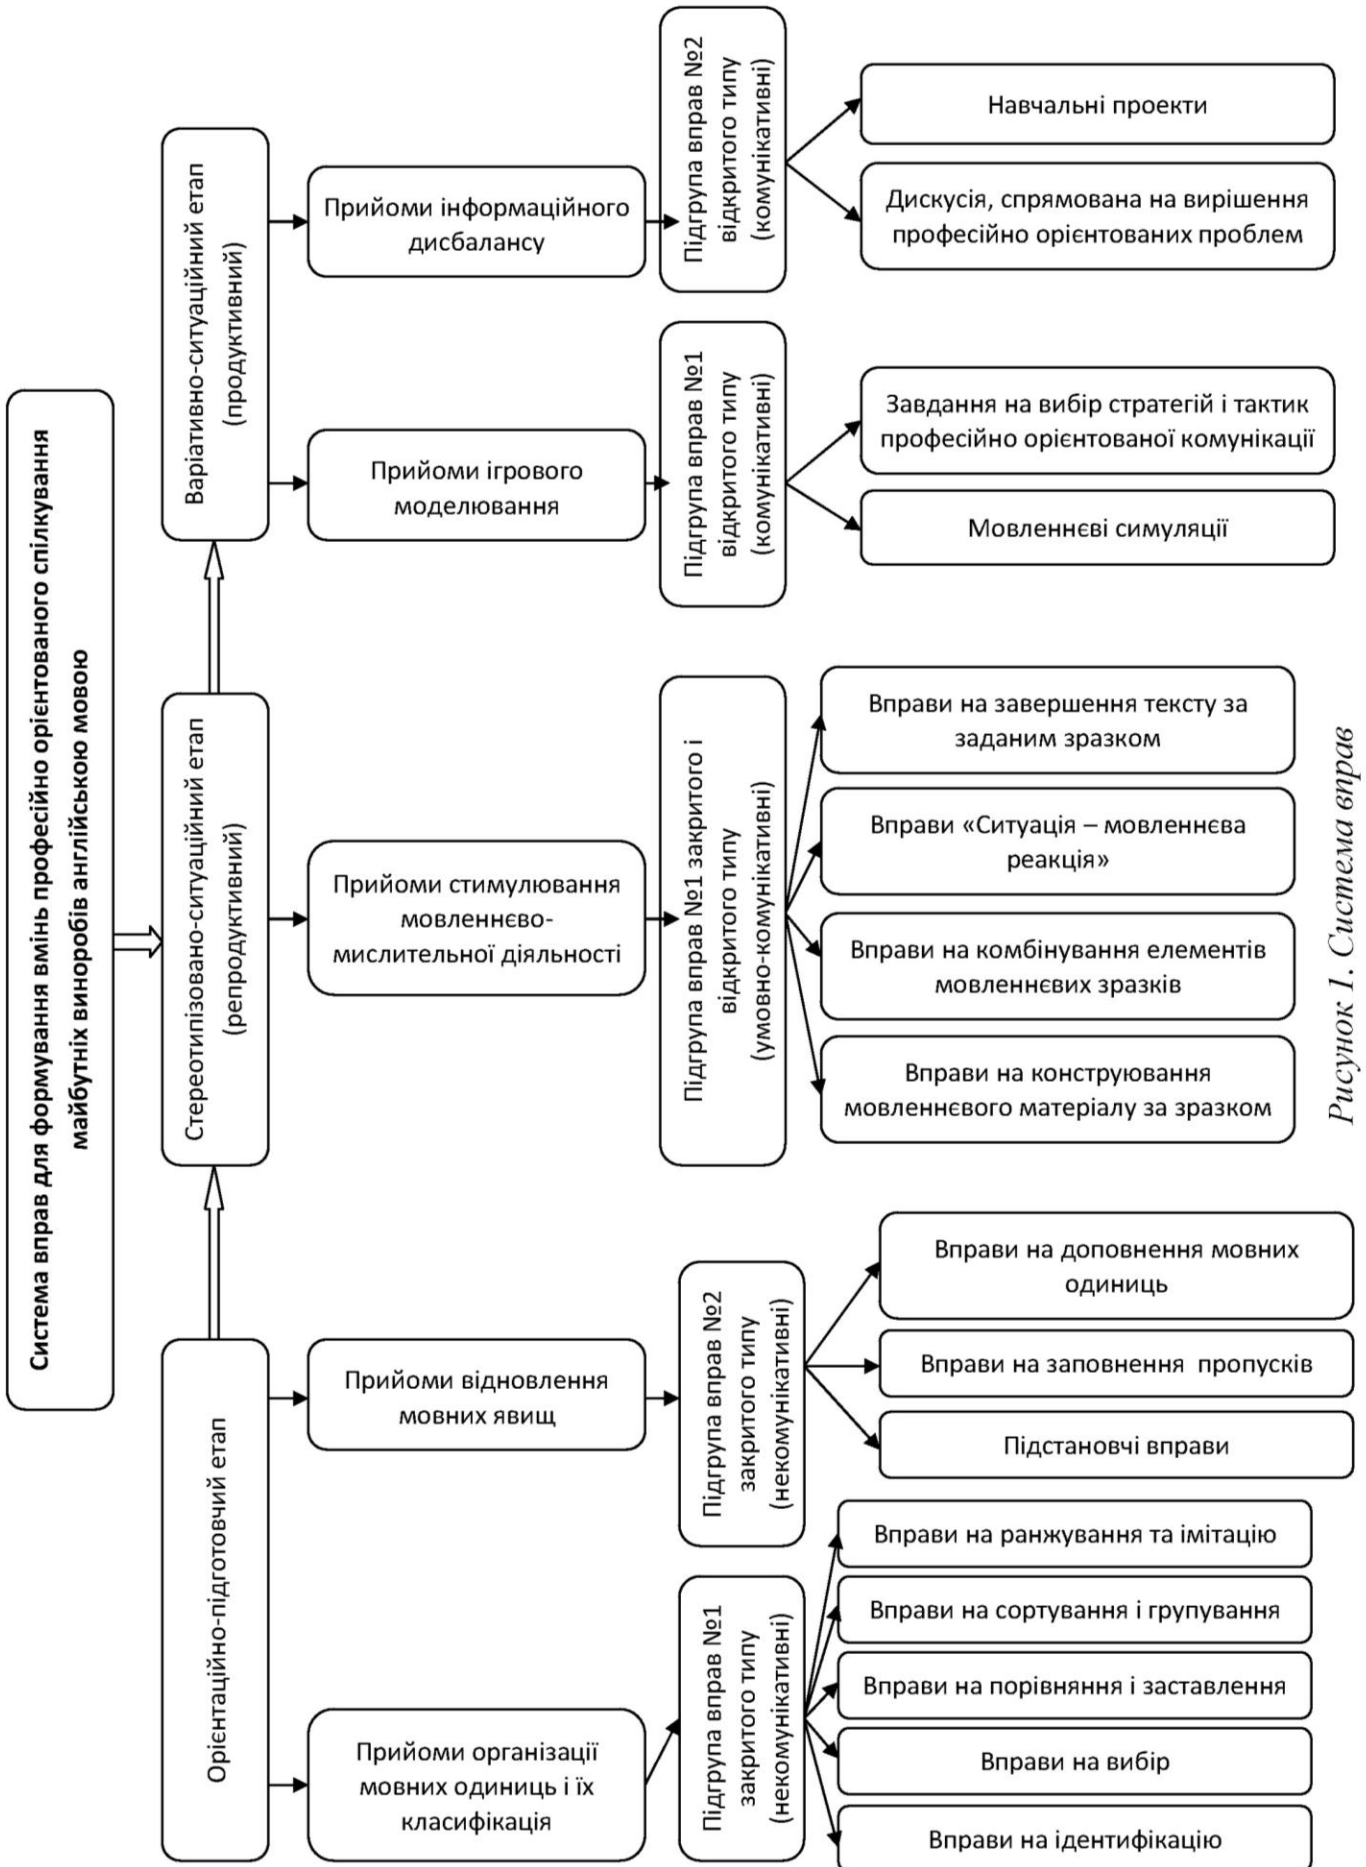 Система вправ для формування вмінь професійно орієнтованого спілкування
майбутніх виноробів англійською мовою
Орієнтаційно-підготовчий етап
Стереотипізовано-ситуаційний етап
(репродуктивний)
Варіативно-ситуаційний етап
(продуктивний)
Прийоми організації
мовних одиниць і їх
класифікація
Прийоми відновлення
мовних явищ
Прийоми стимулювання
мовленнєво-
мислительної діяльності
Прийоми ігрового
моделювання
Прийоми інформаційного
дисбалансу
Підгрупа вправ №1
закритого типу
(некомунікативні)
Підгрупа вправ №2
закритого типу
(некомунікативні)
Підгрупа вправ №1 закритого і
відкритого типу
(умовно-комунікативні)
Підгрупа вправ №1
відкритого типу
(комунікативні)
Підгрупа вправ №2
відкритого типу
(комунікативні)
Вправи на ранжування та імітацію
Вправи на сортування і групування
Вправи на порівняння і заставлення
Вправи на вибір
Вправи на ідентифікацію
Вправи на доповнення мовних
одиниць
Вправи на заповнення пропусків
Підстановчі вправи
Вправи на завершення тексту за
заданим зразком
Вправи «Ситуація – мовленнєва
реакція»
Вправи на комбінування елементів
мовленнєвих зразків
Вправи на конструювання
мовленнєвого матеріалу за зразком
Завдання на вибір стратегій і тактик
професійно орієнтованої комунікації
Мовленнєві симуляції
Навчальні проекти
Дискусія, спрямована на вирішення
професійно орієнтованих проблем
Рисунок 1. Система вправ